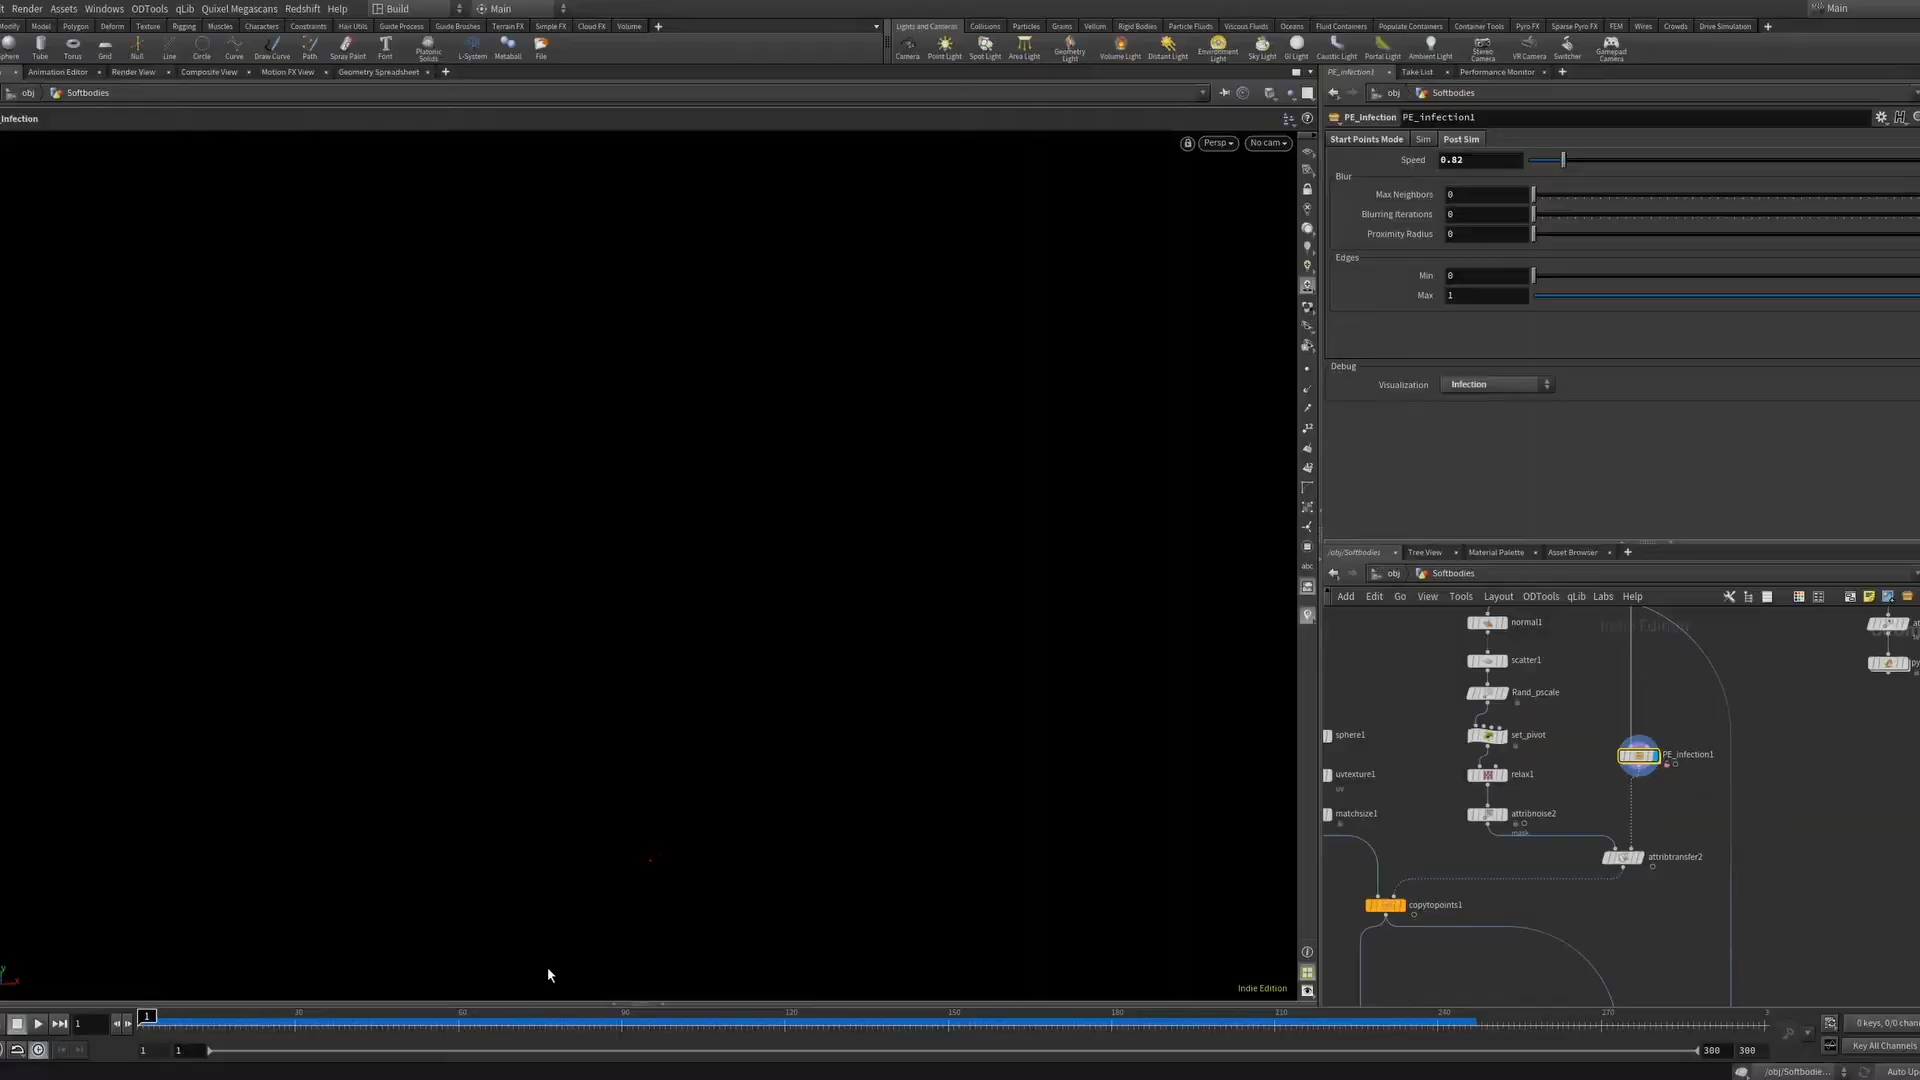 Render Assets Windows ODTools qLib Quixel Megascans Redshift Help Build Main Main
Modify Model Polygon Deform Texture Rigging Muscles Characters Constraints Hair Utils Guide Process Guide Brushes Terrain FX Simple FX Cloud FX Volume
Lights and Cameras Collisions Particles Grains Vellum Rigid Bodies Particle Fluids Viscous Fluids Oceans Fluid Containers Populate Containers Container Tools Pyro FX Sparse Pyro FX FEM Wires Crowds Drive Simulation
Tube Torus Grid Null Line Circle Curve Draw Curve Path Spray Paint Font Platonic Solids L-System Metaball File
Camera Point Light Spot Light Area Light Geometry Light Volume Light Distant Light Environment Light Sky Light GI Light Caustic Light Portal Light Stereo Camera VR Camera Switcher Gamepad Camera
Animation Editor Render View Composite View Motion FX View Geometry Spreadsheet
PE_infection1 Take List Performance Monitor
obj Softbodies
obj Softbodies
Infection
PE_Infection PE_infection1
Start Points Mode Sim Post Sim
Persp No cam
Speed 0.82
Blur
Max Neighbors 0
Blurring Iterations 0
Proximity Radius 0
Edges
Min 0
Max 1
Debug
Visualization Infection
/obj/Softbodies Tree View Material Palette Asset Browser
obj Softbodies
Add Edit Go View Tools Layout ODTools qLib Labs Help
Indie Edition
normal1
scatter1
Rand_pscale
sphere1
set_pivot
PE_infection1
uvtexture1
uv
relax1
matchsize1
attribnoise2
mask
attribtransfer2
copytopoints1
12
12
abc
y
x
Indie Edition
1 1 30 60 90 120 150 180 210 240 270 3
0 keys, 0/0 chan
1 1 300 300
Key All Channels
/obj/Softbodie... Auto Up